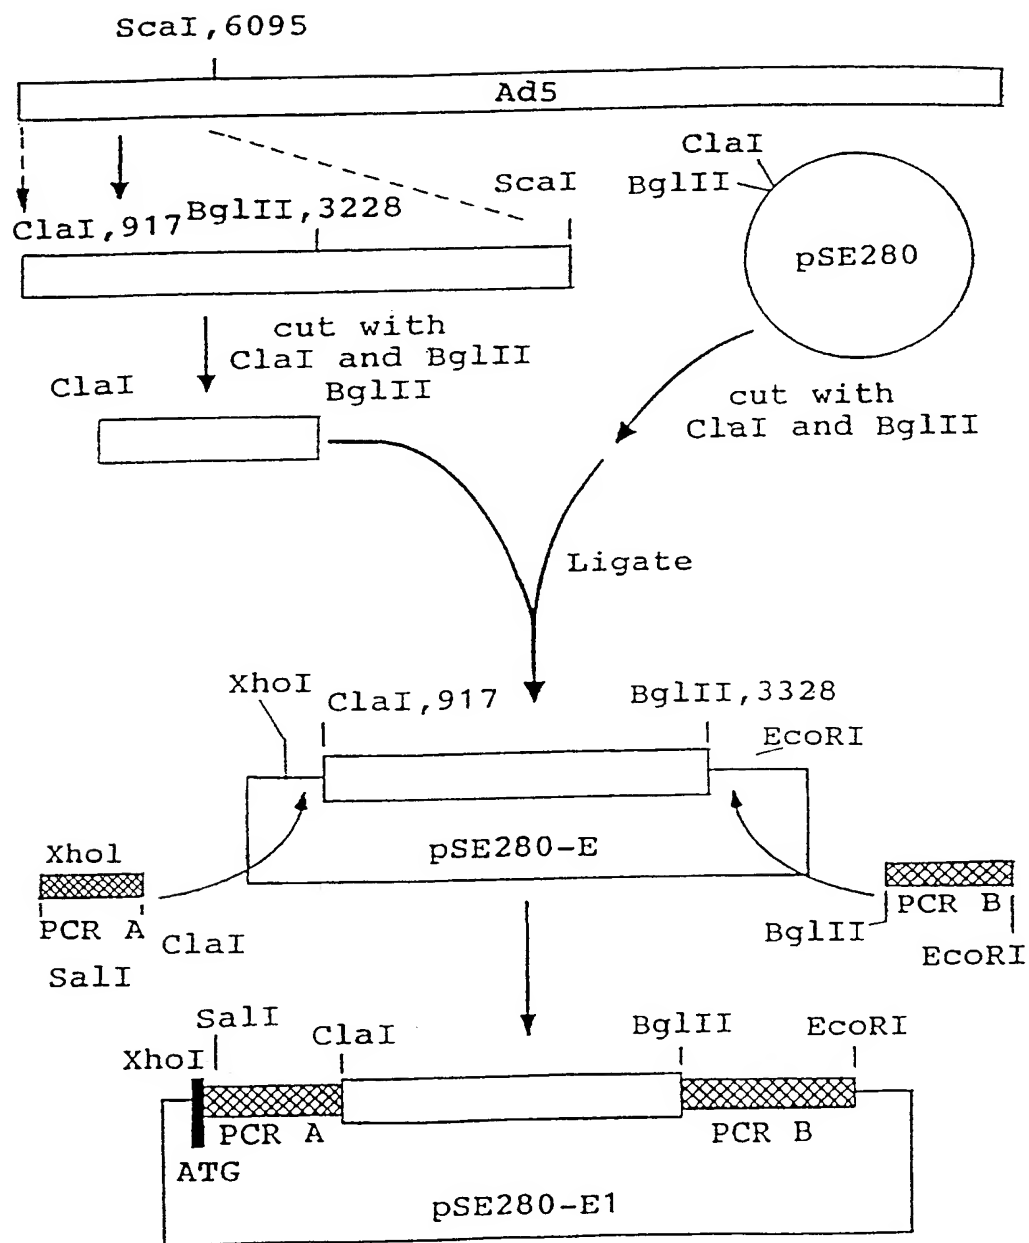 ScaI,6095
Ad5
ClaI
BglII
ScaI
ClaI,917
BglII,3228
pSE280
cut with
ClaI and BglII
ClaI
BglII
cut with
ClaI and BglII
Ligate
XhoI
ClaI,917
BglII,3328
EcoRI
pSE280-E
Xhol
PCR A
ClaI
SalI
PCR B
BglII
EcoRI
SalI
ClaI
BglII
EcoRI
XhoI
PCR A
PCR B
ATG
pSE280-E1